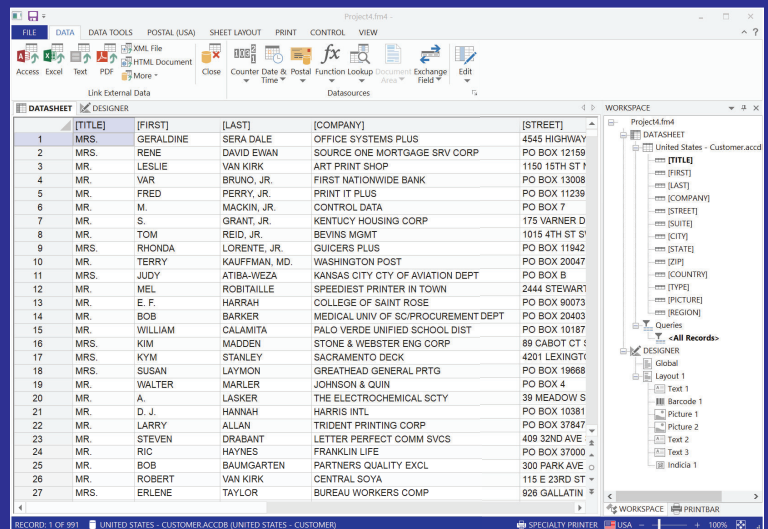 Project4.fm4 -
FILE DATA DATA TOOLS POSTAL (USA) SHEET LAYOUT PRINT CONTROL VIEW
Access Excel Text PDF XML File HTML Document More Close Counter Date & Time Postal Function Lookup Document Area Exchange Field Edit
Link External Data Datasources
DATASHEET DESIGNER WORKSPACE
[TITLE] [FIRST] [LAST] [COMPANY] [STREET]
1 MRS. GERALDINE SERA DALE OFFICE SYSTEMS PLUS 4545 HIGHWAY
2 MRS. RENE DAVID EWAN SOURCE ONE MORTGAGE SRV CORP PO BOX 12159
3 MR. LESLIE VAN KIRK ART PRINT SHOP 1150 15TH ST
4 MR. VAR BRUNO, JR. FIRST NATIONWIDE BANK PO BOX 13008
5 MR. FRED PERRY, JR. PRINT IT PLUS PO BOX 11239
6 MR. M. MACKIN, JR. CONTROL DATA PO BOX 7
7 MR. S. GRANT, JR. KENTUCY HOUSING CORP 175 VARNER D
8 MR. TOM REID, JR. BEVINS MGMT 1015 4TH ST
9 MRS. RHONDA LORENTE, JR. GUICERS PLUS PO BOX 11942
10 MR. TERRY KAUFFMAN, MD. WASHINGTON POST PO BOX 20047
11 MRS. JUDY ATIBA-WEZA KANSAS CITY CTY OF AVIATION DEPT PO BOX B
12 MR. MEL ROBITAILLE SPEEDIEST PRINTER IN TOWN 2444 STEWART
13 MR. E. F. HARRAH COLLEGE OF SAINT ROSE PO BOX 90073
14 MR. BOB BARKER MEDICAL UNIV OF SC/PROCUREMENT DEPT PO BOX 20403
15 MR. WILLIAM CALAMITA PALO VERDE UNIFIED SCHOOL DIST PO BOX 10187
16 MRS. KIM MADDEN STONE & WEBSTER ENG CORP 89 CABOT CT
17 MRS. KYM STANLEY SACRAMENTO DECK 4201 LEXINGT
18 MRS. SUSAN LAYMON GREATHEAD GENERAL PRTG PO BOX 19668
19 MR. WALTER MARLER JOHNSON & QUIN PO BOX 4
20 MR. A. LASKER THE ELECTROCHEMICAL SCTY 39 MEADOW S
21 MR. D. J. HANNAH HARRIS INTL PO BOX 10381
22 MR. LARRY ALLAN TRIDENT PRINTING CORP PO BOX 37847
23 MR. STEVEN DRABANT LETTER PERFECT COMM SVCS 409 32ND AVE
24 MR. RIC HAYNES FRANKLIN LIFE PO BOX 37000
25 MR. BOB BAUMGARTEN PARTNERS QUALITY EXCL 300 PARK AVE
26 MR. ROBERT VAN KIRK CENTRAL SOYA 115 E 23RD ST
27 MRS. ERLENE TAYLOR BUREAU WORKERS COMP 926 GALLATIN
Project4.fm4
DATASHEET
United States - Customer.accd
[TITLE]
[FIRST]
[LAST]
[COMPANY]
[STREET]
[SUITE]
[CITY]
[STATE]
[ZIP]
[COUNTRY]
[TYPE]
[PICTURE]
[REGION]
Queries
<All Records>
DESIGNER
Global
Layout 1
Text 1
Barcode 1
Picture 1
Picture 2
Text 2
Text 3
Indicia 1
WORKSPACE PRINTBAR
RECORD: 1 OF 991 UNITED STATES - CUSTOMER.ACCDB (UNITED STATES - CUSTOMER) SPECIALTY PRINTER USA 100%